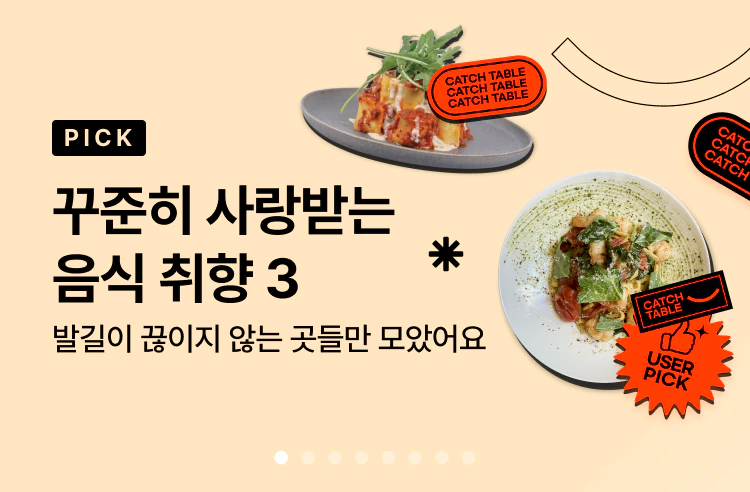 CATCH TABLE
CATCH TABLE
CATCH TABLE
PICK
꾸준히 사랑받는
음식 취향 3
발길이 끊이지 않는 곳들만 모았어요
CATCH
TABLE
USER
PICK